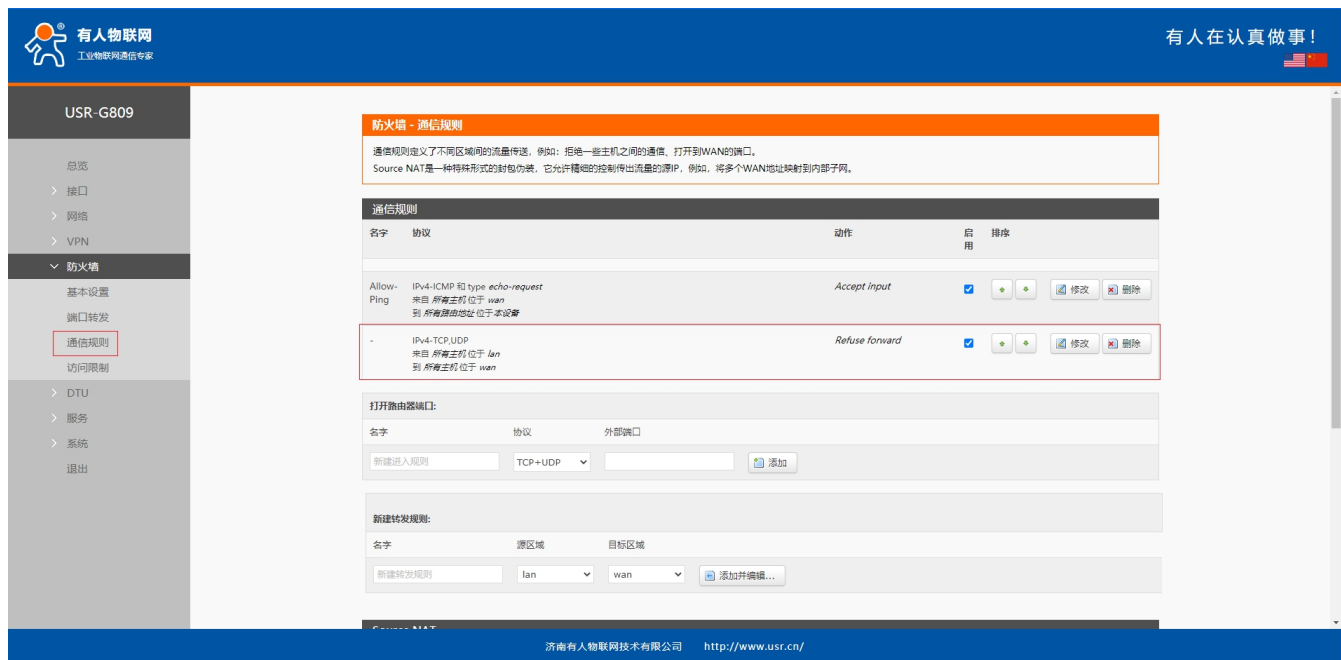 有人物联网
工业物联网通信专家
有人在认真做事!
USR-G809
总览
接口
网络
VPN
防火墙
基本设置
端口转发
通信规则
访问限制
DTU
服务
系统
退出
防火墙 - 通信规则
通信规则定义了不同区域间的流量传送,例如:拒绝一些主机之间的通信、打开到WAN的端口。
Source NAT是一种特殊形式的封包伪装,它允许精细的控制传出流量的源IP,例如,将多个WAN地址映射到内部子网。
通信规则
名字 协议 动作 启用 排序
Allow-Ping IPv4-ICMP 和 type echo-request Accept input 修改 删除
来自 所有主机 位于 wan
到 所有路由地址 位于 本设备
- IPv4-TCP,UDP Refuse forward 修改 删除
来自 所有主机 位于 lan
到 所有主机 位于 wan
打开路由器端口:
名字 协议 外部端口
新建进入规则 TCP+UDP 添加
新建转发规则:
名字 源区域 目标区域
新建转发规则 lan wan 添加并编辑...
Source NAT
济南有人物联网技术有限公司 http://www.usr.cn/